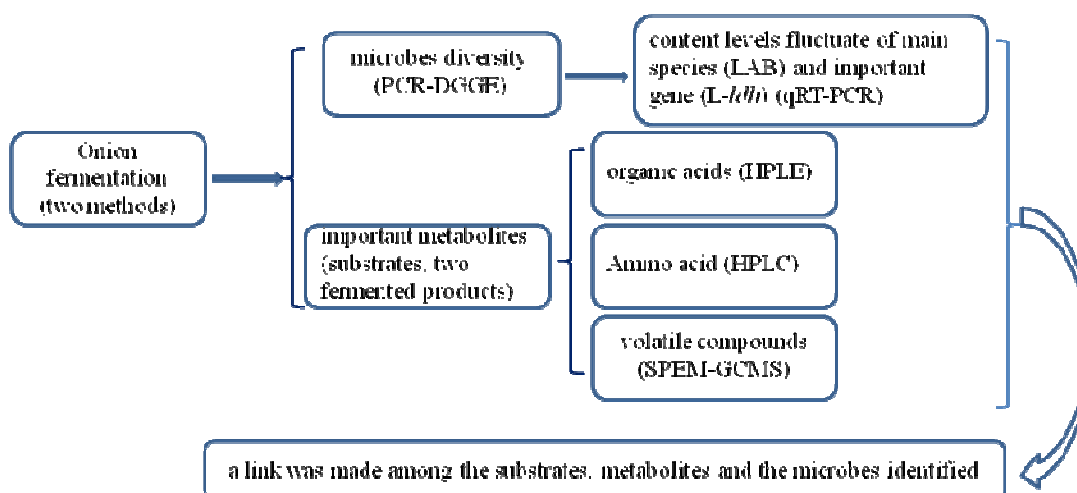 microbes diversity
(PCR-DGGE)
content levels fluctuate of main
species (LAB) and important
gene (L-ldh) (qRT-PCR)
Onion
fermentation
(two methods)
important metabolites
(substrates, two
fermented products)
organic acids (HPLE)
Amino acid (HPLC)
volatile compounds
(SPEM-GCMS)
a link was made among the substrates, metabolites and the microbes identified